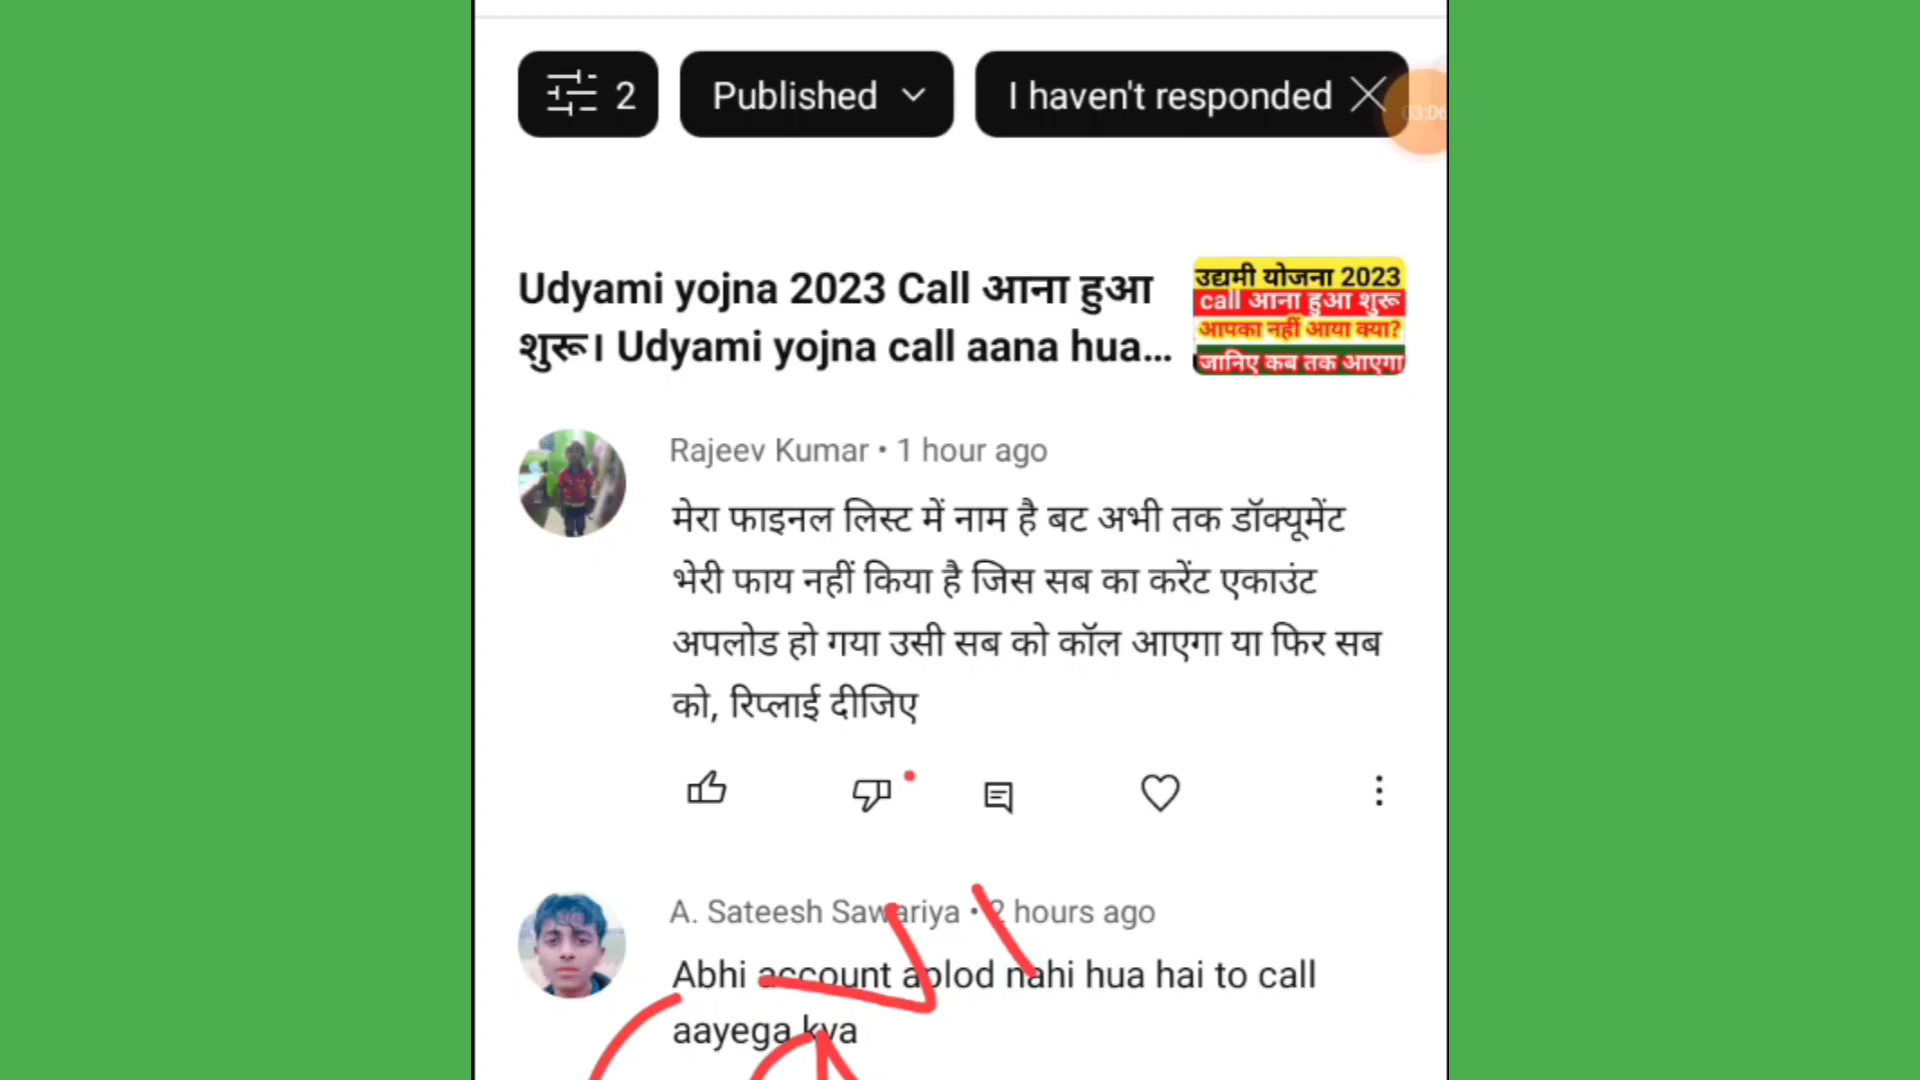 2
Published
I haven't responded
03:06
Udyami yojna 2023 Call आना हुआ
शुरू। Udyami yojna call aana hua...
उद्यमी योजना 2023
call आना हुआ शुरू
आपका नहीं आया क्या?
जानिए कब तक आएगा
Rajeev Kumar • 1 hour ago
मेरा फाइनल लिस्ट में नाम है बट अभी तक डॉक्यूमेंट
भेरी फाय नहीं किया है जिस सब का करेंट एकाउंट
अपलोड हो गया उसी सब को कॉल आएगा या फिर सब
को, रिप्लाई दीजिए
A. Sateesh Sawariya • 2 hours ago
Abhi account aplod nahi hua hai to call
aayega kya